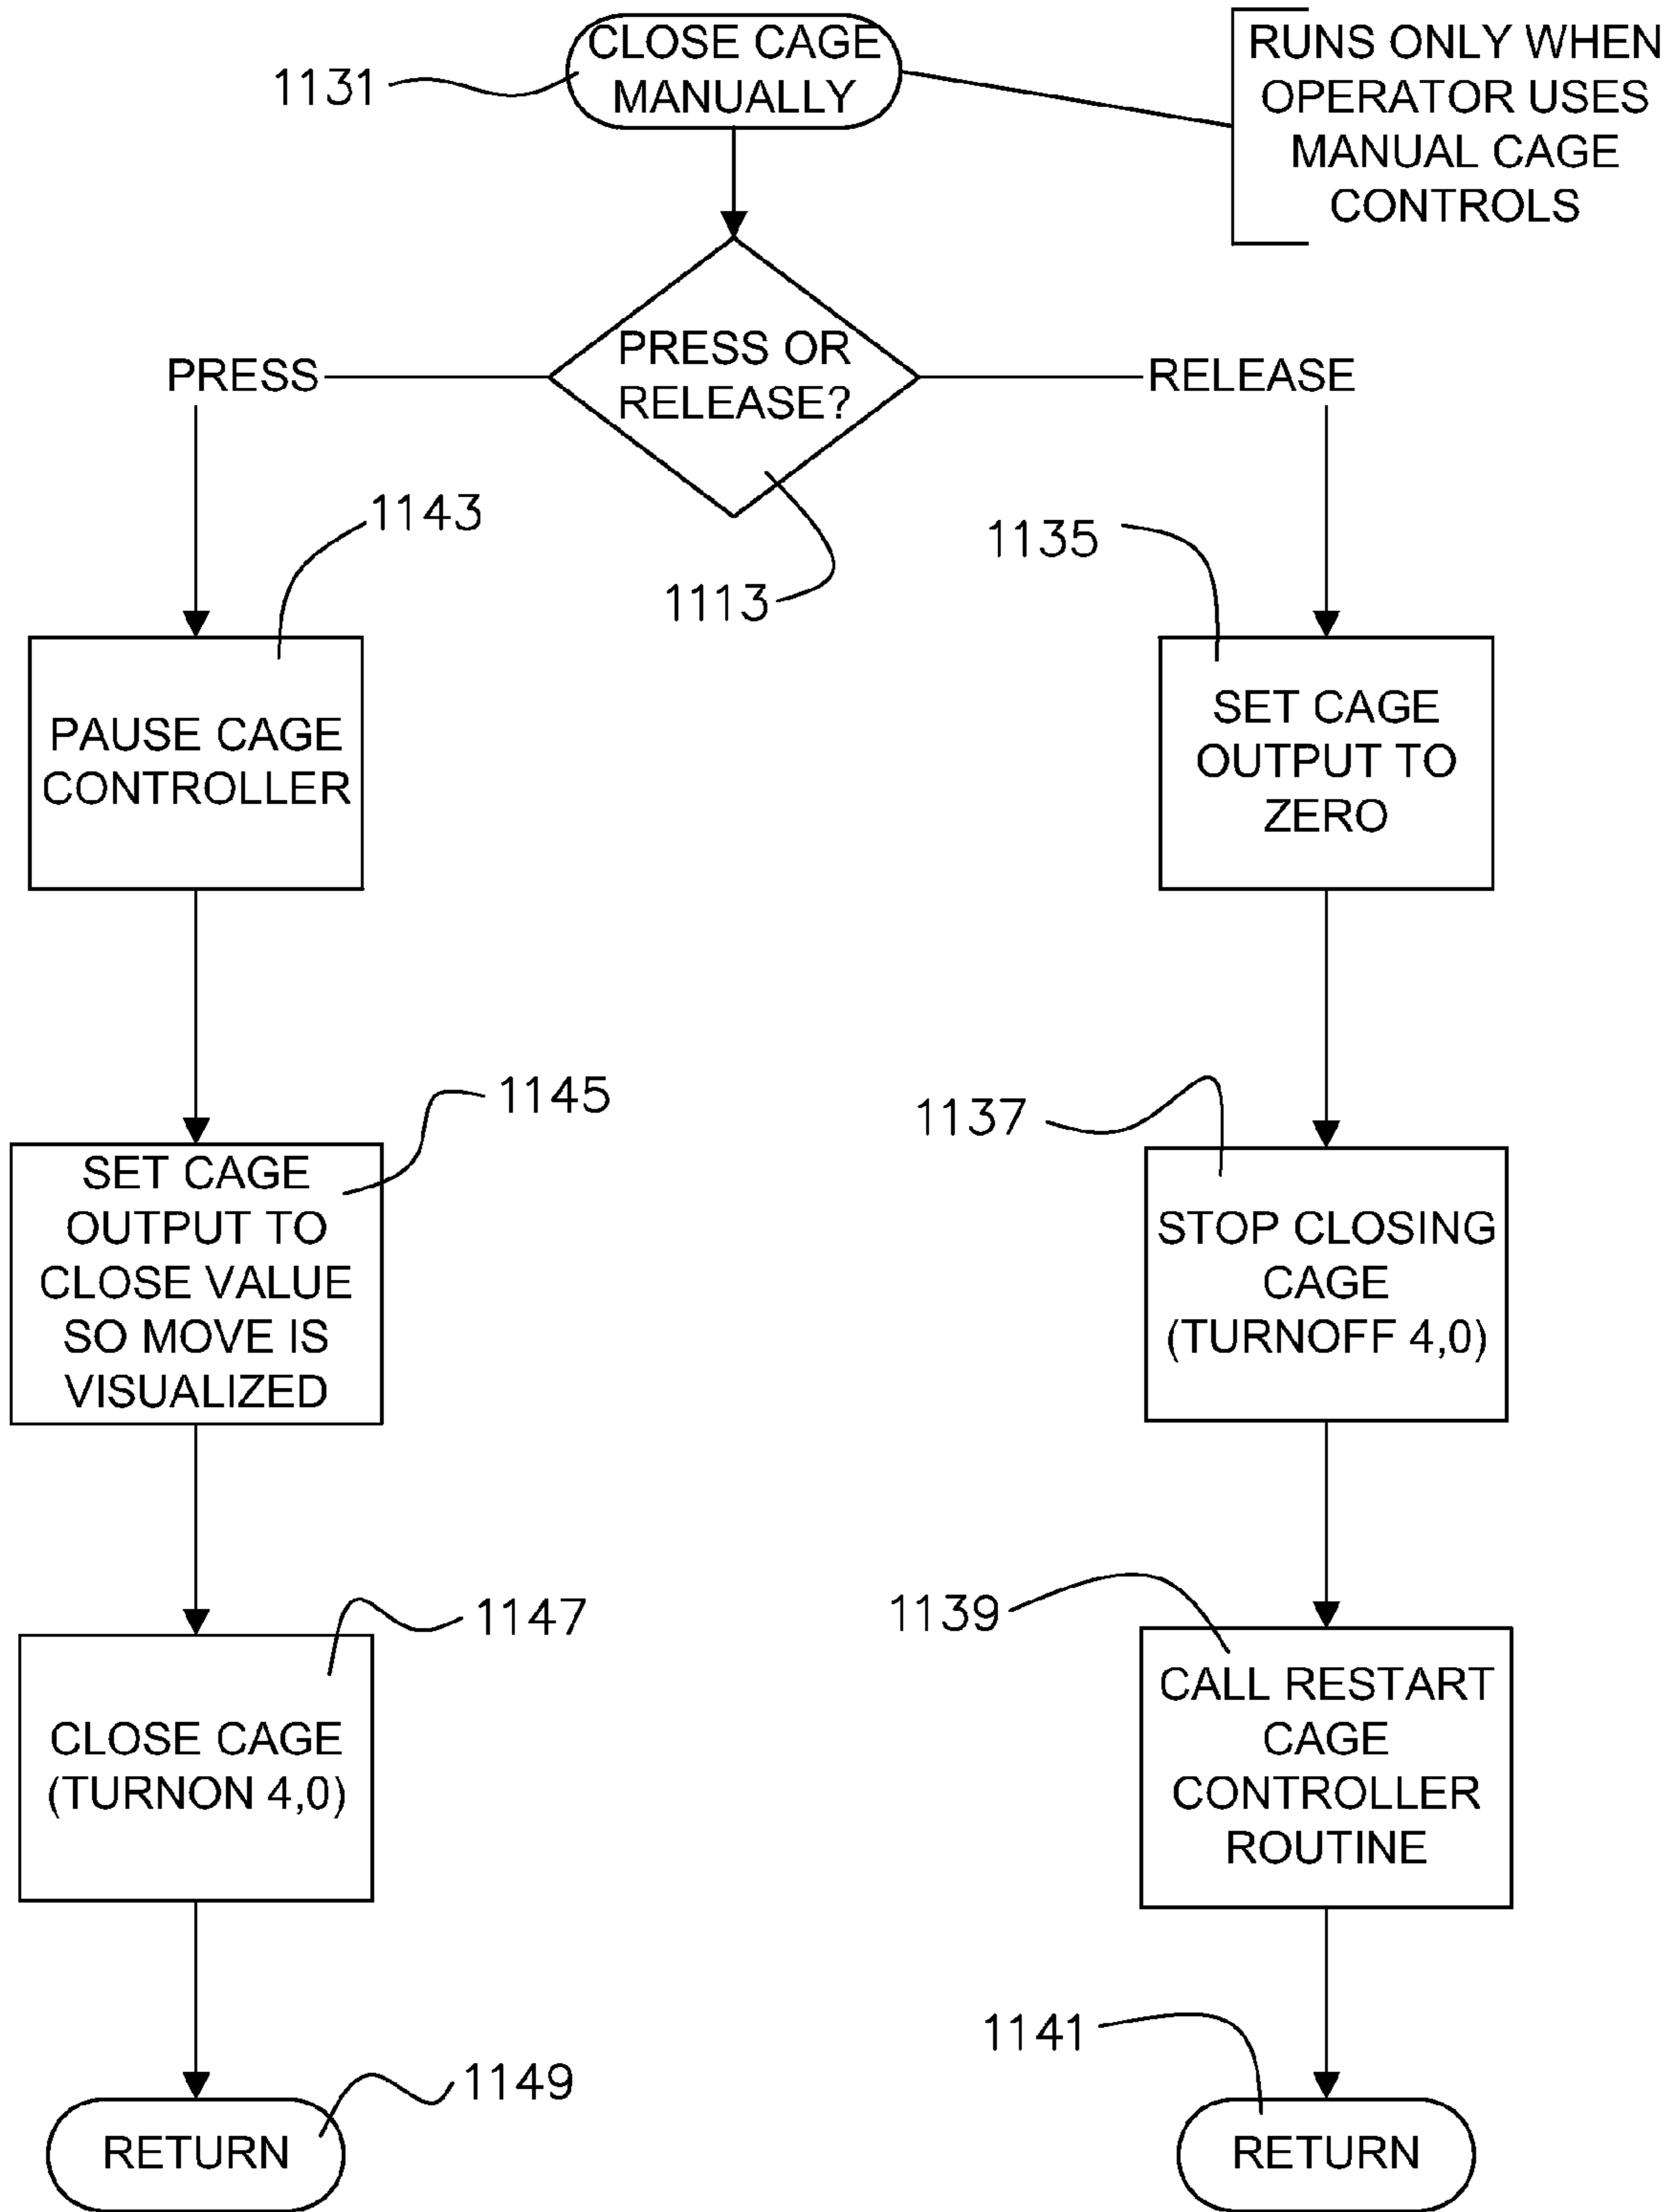 1131
CLOSE CAGE
MANUALLY
RUNS ONLY WHEN
OPERATOR USES
MANUAL CAGE
CONTROLS
PRESS
PRESS OR
RELEASE?
RELEASE
1113
1143
PAUSE CAGE
CONTROLLER
1145
SET CAGE
OUTPUT TO
CLOSE VALUE
SO MOVE IS
VISUALIZED
1147
CLOSE CAGE
(TURNON 4,0)
1149
RETURN
1135
SET CAGE
OUTPUT TO
ZERO
1137
STOP CLOSING
CAGE
(TURNOFF 4,0)
1139
CALL RESTART
CAGE
CONTROLLER
ROUTINE
1141
RETURN